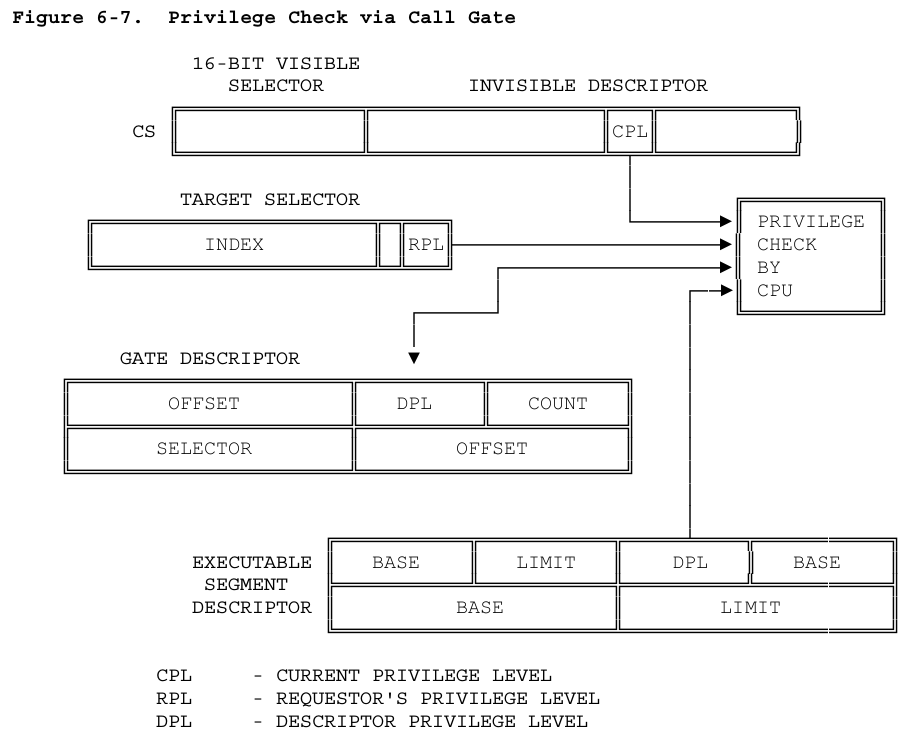 Figure 6-7. Privilege Check via Call Gate
16-BIT VISIBLE
SELECTOR INVISIBLE DESCRIPTOR
CS CPL
TARGET SELECTOR
PRIVILEGE
INDEX RPL CHECK
BY
CPU
GATE DESCRIPTOR
OFFSET DPL COUNT
SELECTOR OFFSET
EXECUTABLE BASE LIMIT DPL BASE
SEGMENT
DESCRIPTOR BASE LIMIT
CPL - CURRENT PRIVILEGE LEVEL
RPL - REQUESTOR'S PRIVILEGE LEVEL
DPL - DESCRIPTOR PRIVILEGE LEVEL